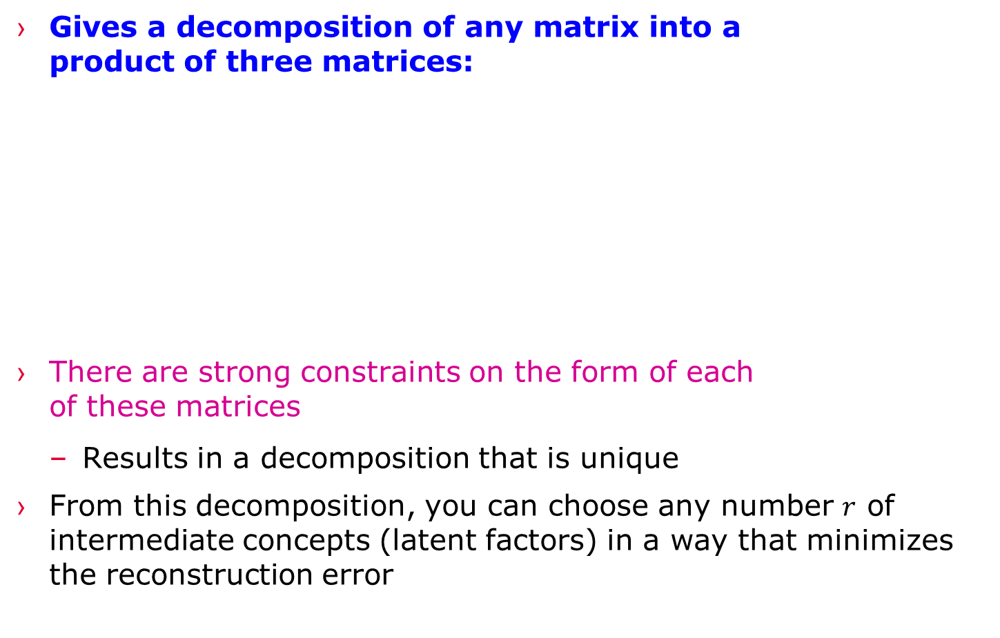 › Gives a decomposition of any matrix into a
product of three matrices:
› There are strong constraints on the form of each
of these matrices
– Results in a decomposition that is unique
› From this decomposition, you can choose any number r of
intermediate concepts (latent factors) in a way that minimizes
the reconstruction error